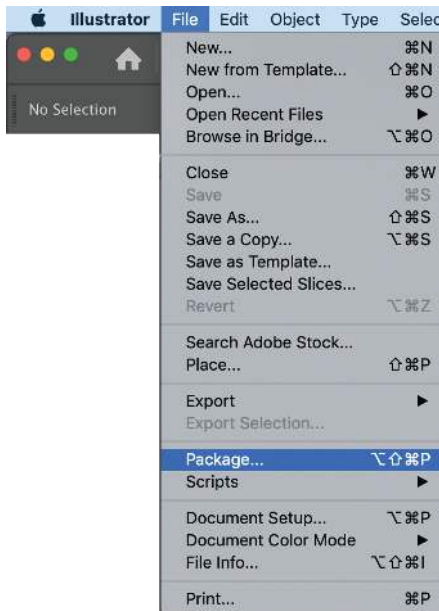 Illustrator File Edit Object Type Selec
No Selection
New... ⌘N
New from Template... ⇧⌘N
Open... ⌘O
Open Recent Files ▶
Browse in Bridge... ⌥⌘O
Close ⌘W
Save ⌘S
Save As... ⇧⌘S
Save a Copy... ⌥⌘S
Save as Template...
Save Selected Slices...
Revert ⌥⌘Z
Search Adobe Stock...
Place... ⇧⌘P
Export ▶
Export Selection...
Package... ⌥⇧⌘P
Scripts ▶
Document Setup... ⌥⌘P
Document Color Mode ▶
File Info... ⌥⇧⌘I
Print... ⌘P